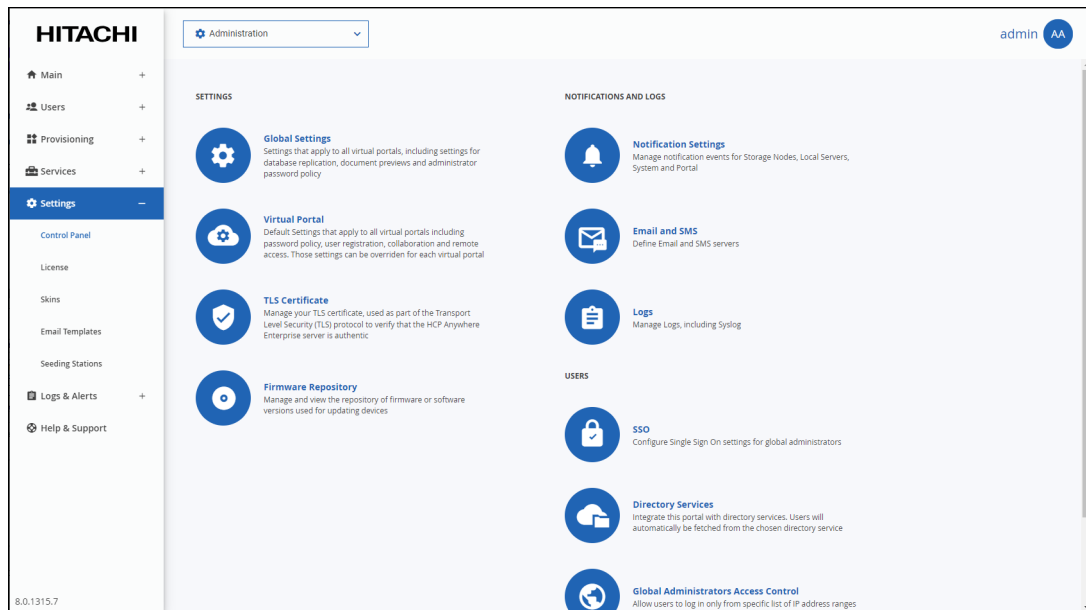 HITACHI
Administration
admin AA
Main +
Users +
Provisioning +
Services +
Settings −
Control Panel
License
Skins
Email Templates
Seeding Stations
Logs & Alerts +
Help & Support
8.0.1315.7
SETTINGS
Global Settings
Settings that apply to all virtual portals, including settings for
database replication, document previews and administrator
password policy
Virtual Portal
Default Settings that apply to all virtual portals including
password policy, user registration, collaboration and remote
access. Those settings can be overriden for each virtual portal
TLS Certificate
Manage your TLS certificate, used as part of the Transport
Level Security (TLS) protocol to verify that the HCP Anywhere
Enterprise server is authentic
Firmware Repository
Manage and view the repository of firmware or software
versions used for updating devices
NOTIFICATIONS AND LOGS
Notification Settings
Manage notification events for Storage Nodes, Local Servers,
System and Portal
Email and SMS
Define Email and SMS servers
Logs
Manage Logs, including Syslog
USERS
SSO
Configure Single Sign On settings for global administrators
Directory Services
Integrate this portal with directory services. Users will
automatically be fetched from the chosen directory service
Global Administrators Access Control
Allow users to log in only from specific list of IP address ranges